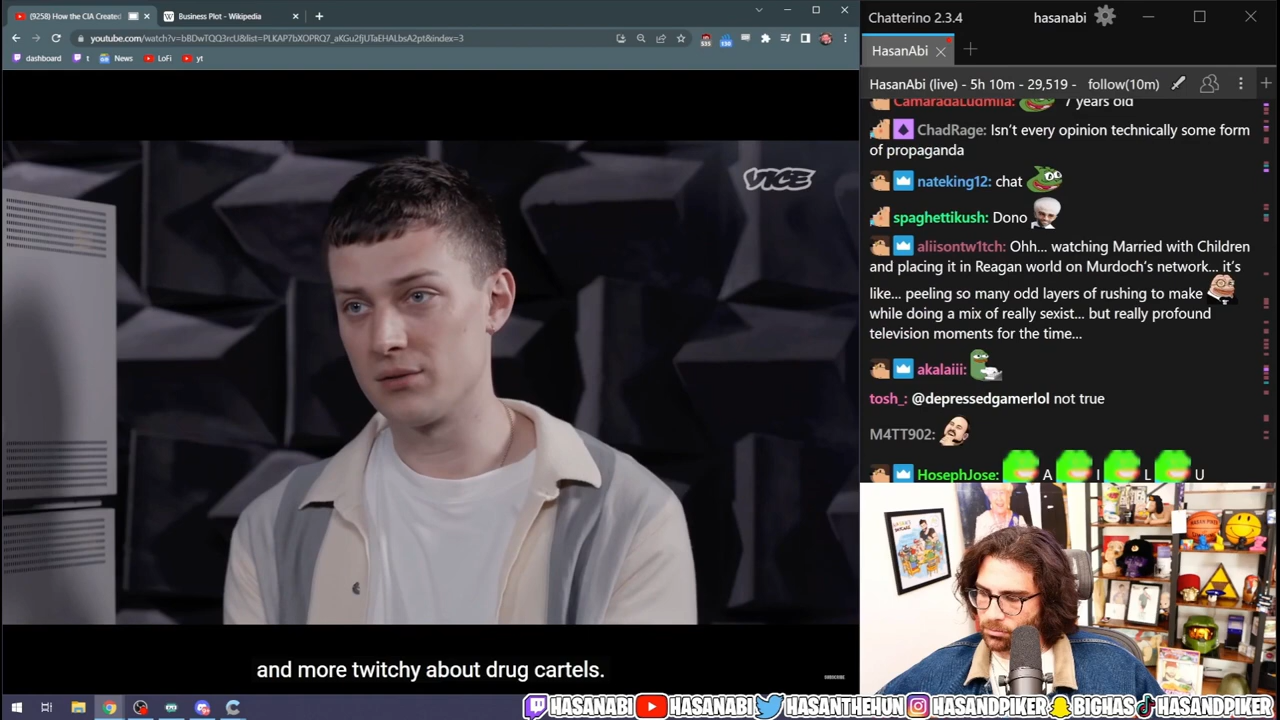 (9258) How the CIA Created
Business Plot - Wikipedia
youtube.com/watch?v=bBDwTQQ3rcU&list=PLKAP7bXOPRQ7_aKGu2fjUTaEHALbsA2pt&index=3
dashboard
t
News
LoFi
yt
VICE
and more twitchy about drug cartels.
SUBSCRIBE
Chatterino 2.3.4
hasanabi
HasanAbi
HasanAbi (live) - 5h 10m - 29,519 -
follow(10m)
CamaradaLudmila:
7 years old
ChadRage: Isn't every opinion technically some form
of propaganda
nateking12: chat
spaghettikush: Dono
aliisontw1tch: Ohh... watching Married with Children
and placing it in Reagan world on Murdoch's network... it's
like... peeling so many odd layers of rushing to make
while doing a mix of really sexist... but really profound
television moments for the time...
akalaiii:
tosh_: @depressedgamerlol not true
M4TT902:
HosephJose: A I L U
HASANABI HASANABI HASANTHEHUN HASANDPIKER BIGHAS HASANDPIKER